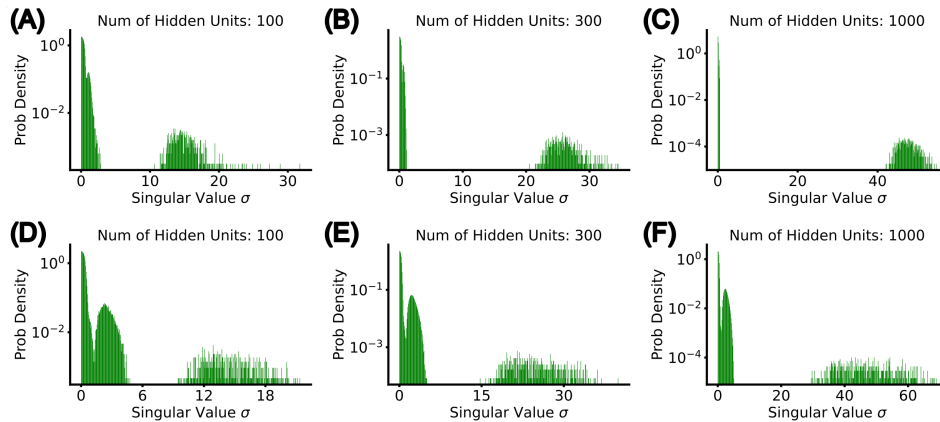 (A) Num of Hidden Units: 100
Prob Density
10^0
10^-2
0 10 20 30
Singular Value σ
(B) Num of Hidden Units: 300
Prob Density
10^-1
10^-3
0 10 20 30
Singular Value σ
(C) Num of Hidden Units: 1000
Prob Density
10^0
10^-2
10^-4
0 20 40
Singular Value σ
(D) Num of Hidden Units: 100
Prob Density
10^0
10^-2
0 6 12 18
Singular Value σ
(E) Num of Hidden Units: 300
Prob Density
10^-1
10^-3
0 15 30
Singular Value σ
(F) Num of Hidden Units: 1000
Prob Density
10^0
10^-2
10^-4
0 20 40 60
Singular Value σ